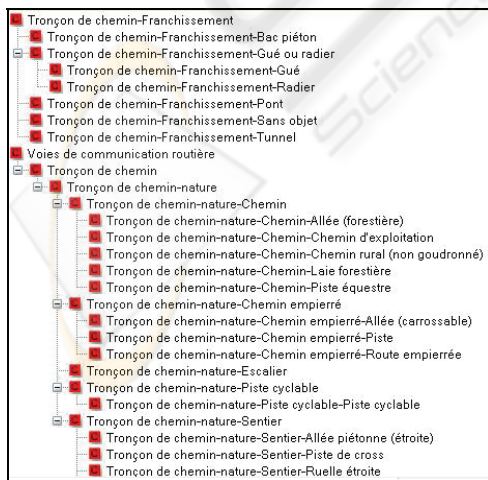 Tronçon de chemin-Franchissement
Tronçon de chemin-Franchissement-Bac piéton
Tronçon de chemin-Franchissement-Gué ou radier
Tronçon de chemin-Franchissement-Gué
Tronçon de chemin-Franchissement-Radier
Tronçon de chemin-Franchissement-Pont
Tronçon de chemin-Franchissement-Sans objet
Tronçon de chemin-Franchissement-Tunnel
Voies de communication routière
Tronçon de chemin
Tronçon de chemin-nature
Tronçon de chemin-nature-Chemin
Tronçon de chemin-nature-Chemin-Allée (forestière)
Tronçon de chemin-nature-Chemin-Chemin d'exploitation
Tronçon de chemin-nature-Chemin-Chemin rural (non goudronné)
Tronçon de chemin-nature-Chemin-Laie forestière
Tronçon de chemin-nature-Chemin-Piste équestre
Tronçon de chemin-nature-Chemin empierré
Tronçon de chemin-nature-Chemin empierré-Allée (carrossable)
Tronçon de chemin-nature-Chemin empierré-Piste
Tronçon de chemin-nature-Chemin empierré-Route empierrée
Tronçon de chemin-nature-Escalier
Tronçon de chemin-nature-Piste cyclable
Tronçon de chemin-nature-Piste cyclable-Piste cyclable
Tronçon de chemin-nature-Sentier
Tronçon de chemin-nature-Sentier-Allée piétonne (étroite)
Tronçon de chemin-nature-Sentier-Piste de cross
Tronçon de chemin-nature-Sentier-Ruelle étroite